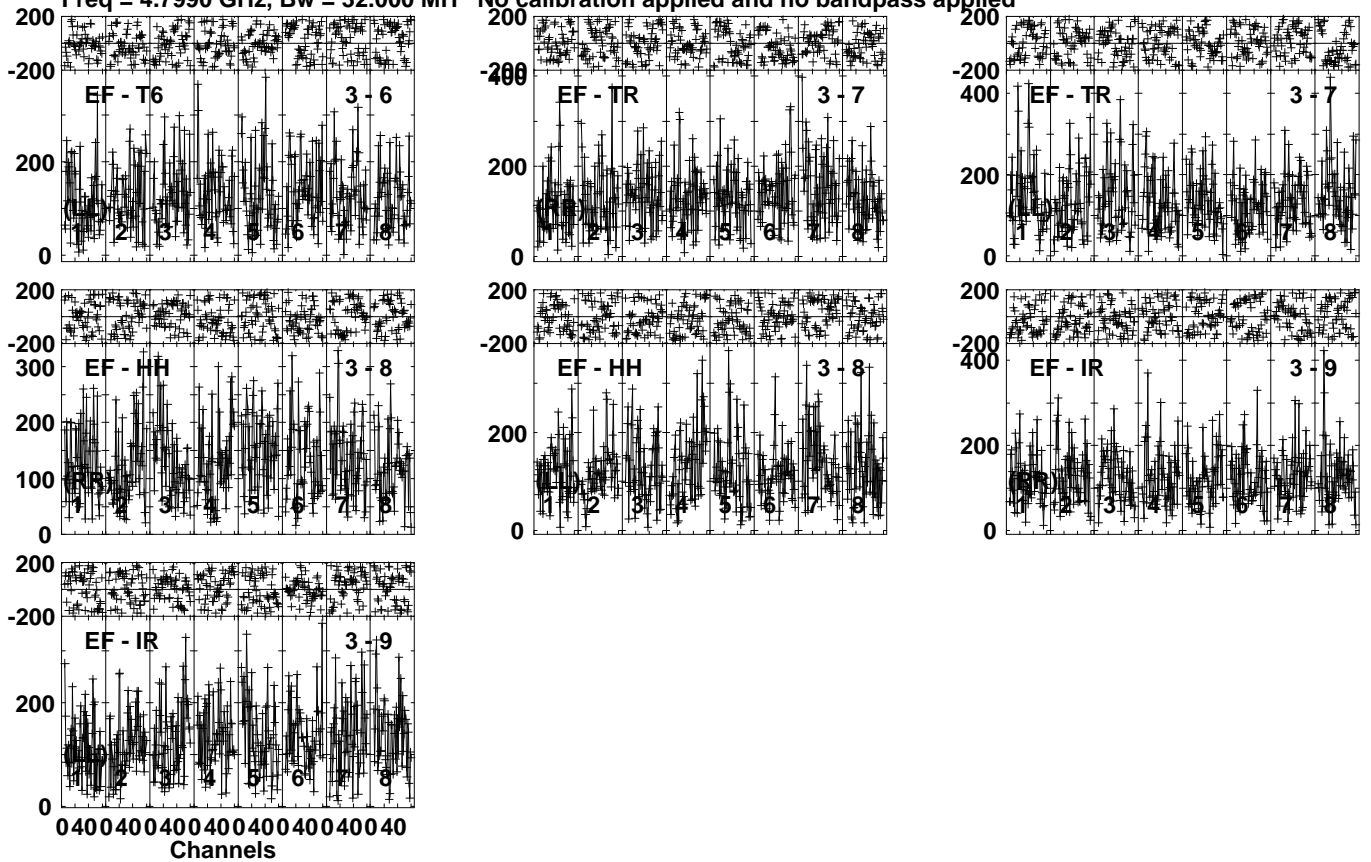 Freq = 4.7990 GHz, Bw = 32.000 MH No calibration applied and no bandpass applied
200 200 200
-200 -200 -200
400
EF - T6 3 - 6 EF - TR 3 - 7 400 EF - TR 3 - 7
200 200 200
(LL) (RR) (LL)
1 2 3 4 5 6 7 8 1 2 3 4 5 6 7 8 1 2 3 4 5 6 7 8
0 0 0
200 200 200
-200 -200 -200
300 EF - HH 3 - 8 EF - HH 3 - 8 400 EF - IR 3 - 9
200 200 200
100 (RR) (LL) (RR)
1 2 3 4 5 6 7 8 1 2 3 4 5 6 7 8 1 2 3 4 5 6 7 8
0 0 0
200
-200
EF - IR 3 - 9
200
(LL)
1 2 3 4 5 6 7 8
0
0 40 0 40 0 40 0 40 0 40 0 40 0 40 0 40
Channels